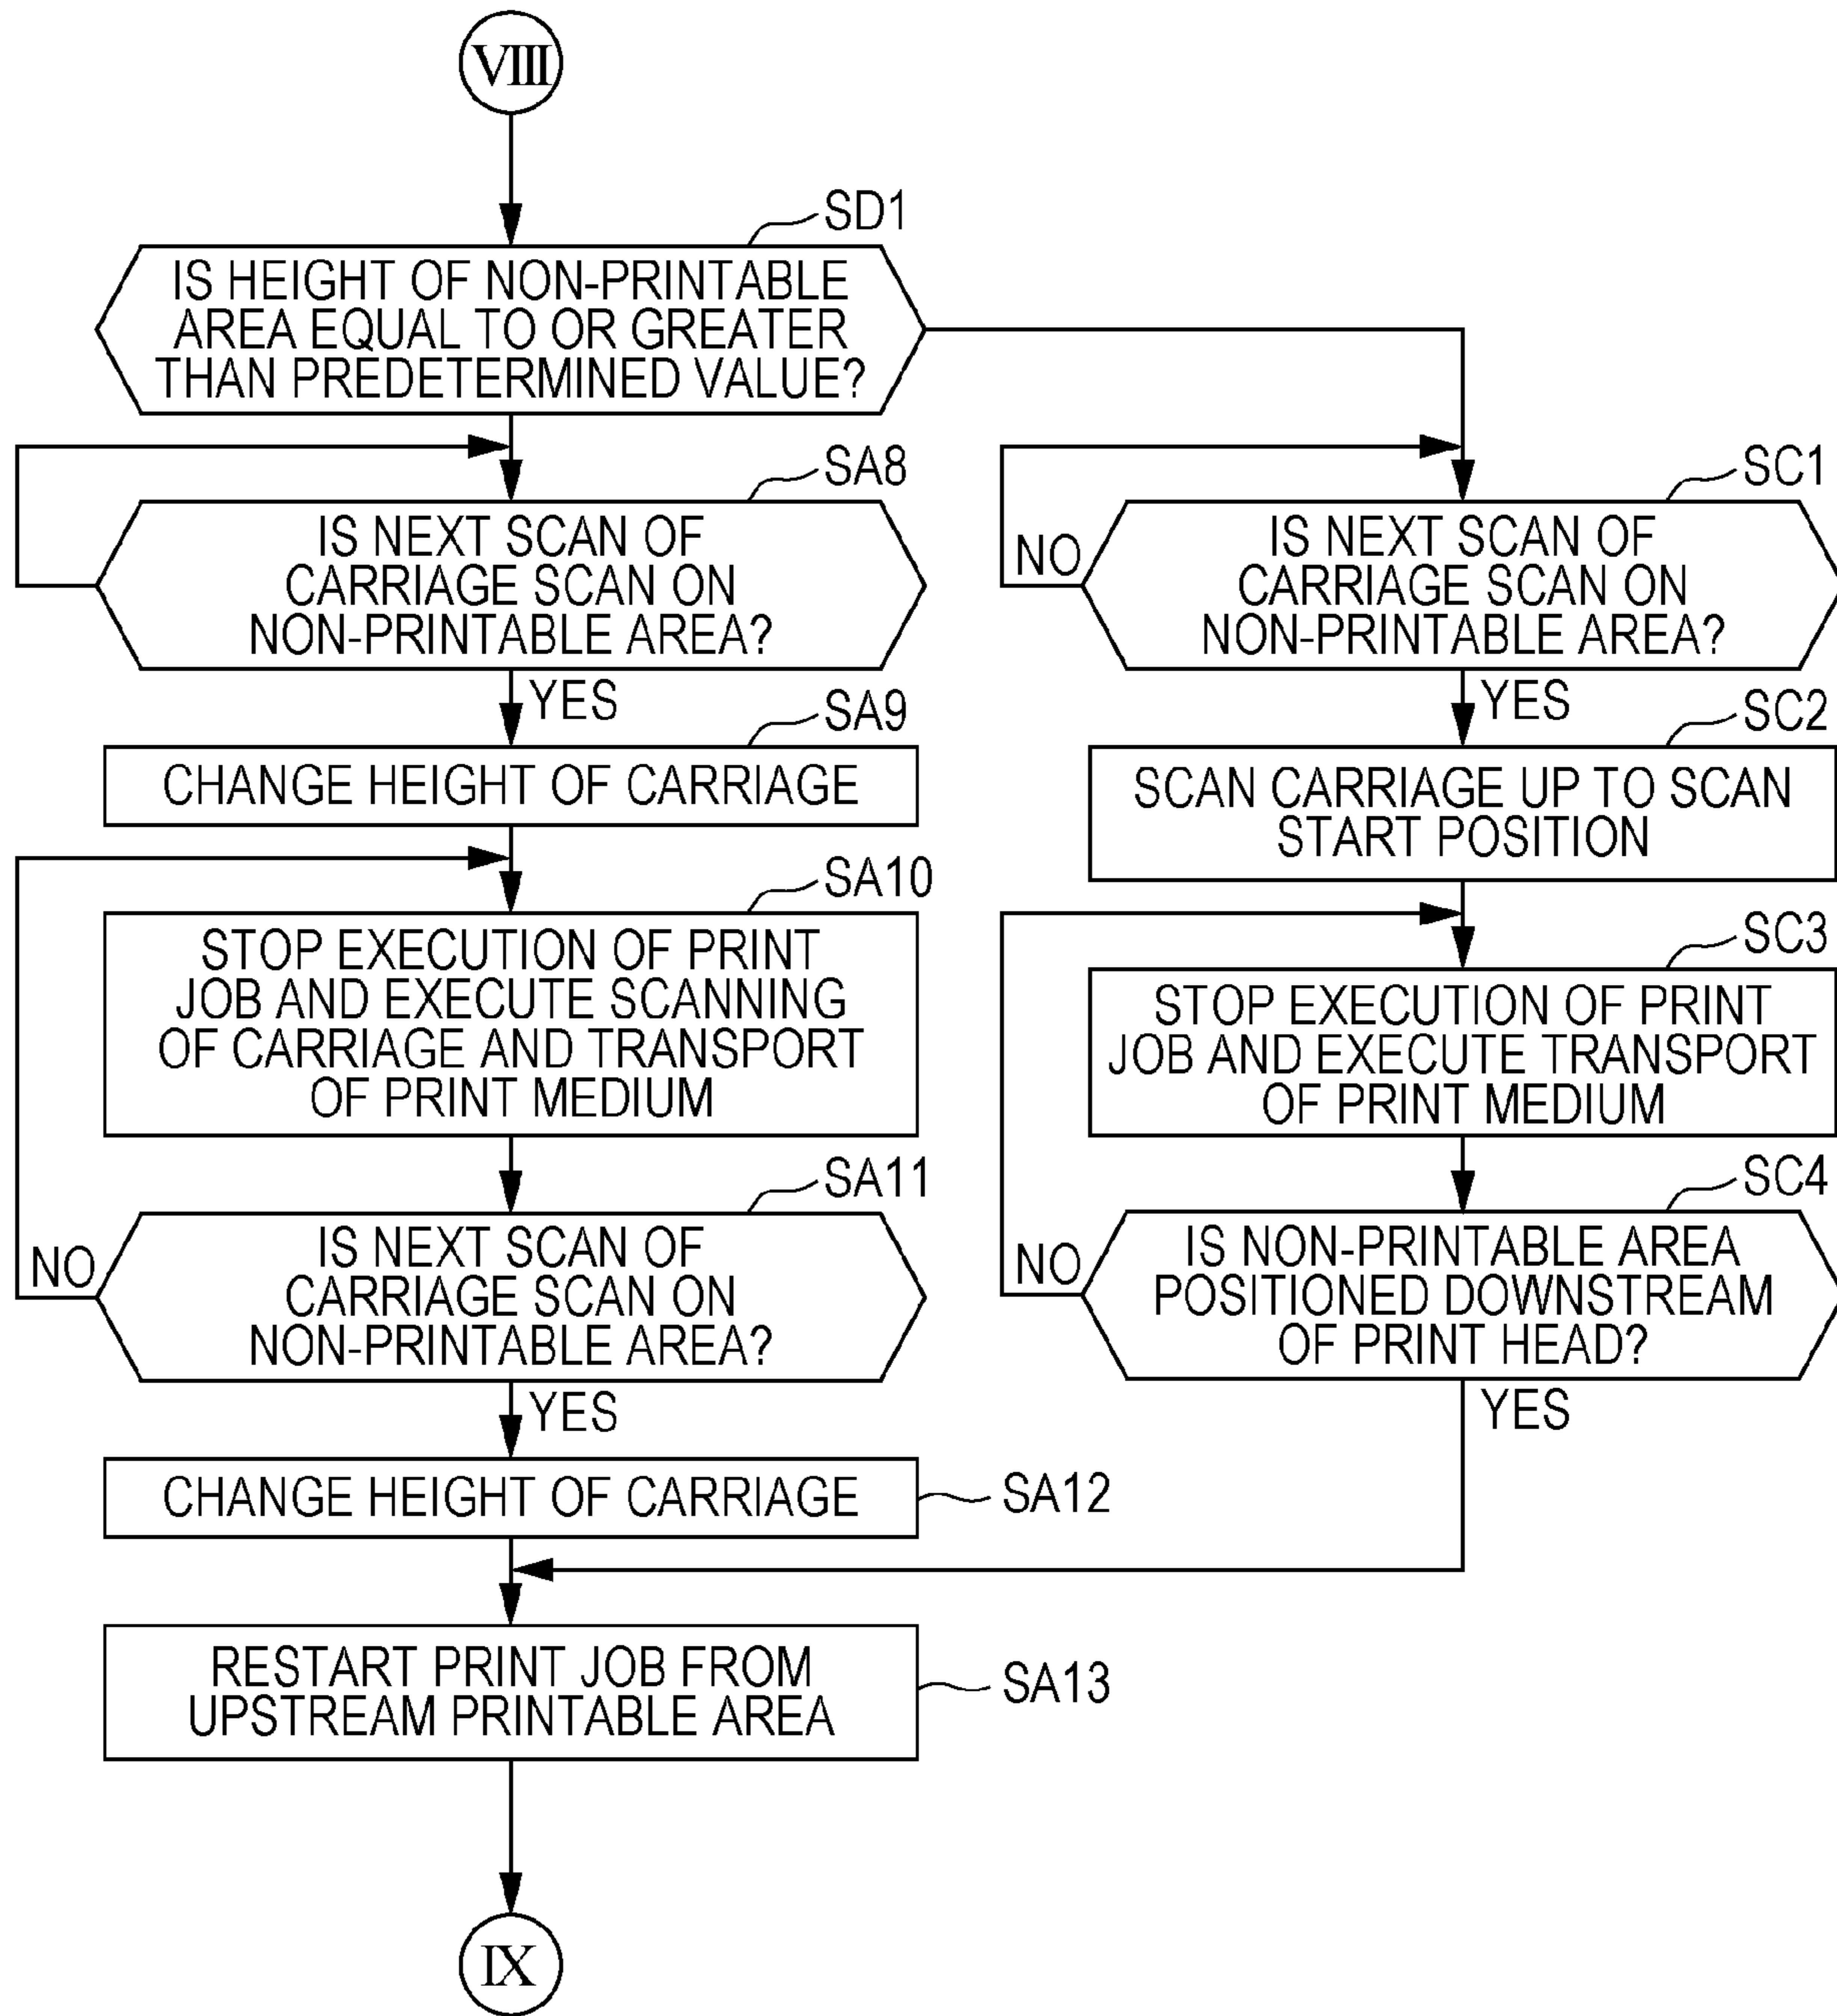 VIII
SD1
IS HEIGHT OF NON-PRINTABLE
AREA EQUAL TO OR GREATER
THAN PREDETERMINED VALUE?
SA8
IS NEXT SCAN OF
CARRIAGE SCAN ON
NON-PRINTABLE AREA?
YES
SA9
CHANGE HEIGHT OF CARRIAGE
SA10
STOP EXECUTION OF PRINT
JOB AND EXECUTE SCANNING
OF CARRIAGE AND TRANSPORT
OF PRINT MEDIUM
SA11
NO
IS NEXT SCAN OF
CARRIAGE SCAN ON
NON-PRINTABLE AREA?
YES
CHANGE HEIGHT OF CARRIAGE
SA12
SC1
NO
IS NEXT SCAN OF
CARRIAGE SCAN ON
NON-PRINTABLE AREA?
YES
SC2
SCAN CARRIAGE UP TO SCAN
START POSITION
SC3
STOP EXECUTION OF PRINT
JOB AND EXECUTE TRANSPORT
OF PRINT MEDIUM
SC4
NO
IS NON-PRINTABLE AREA
POSITIONED DOWNSTREAM
OF PRINT HEAD?
YES
RESTART PRINT JOB FROM
UPSTREAM PRINTABLE AREA
SA13
IX